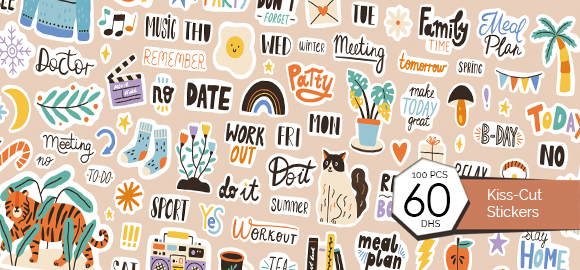 PARTY
DON'T
FORGET
TUE
MUSIC
THU
Family
TIME
Meal
Plan
Doctor
REMEMBER
WED
winter
Meeting
tomorrow
SPRING
no
DATE
Party
make
TODAY
great
TODAY
Meeting
no
WORK
OUT
FRI
MON
B-DAY
NO
TO-DO
Do it
do it
RELAX
SUMMER
SPORT
Yes
WORKOUT
100 PCS
60
DHS
Kiss-Cut
Stickers
meal
plan
TEA
SAT
stay
HOME